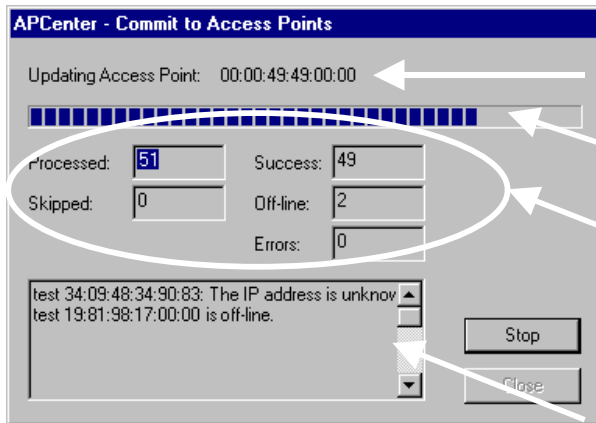 APCenter - Commit to Access Points
Updating Access Point: 00:00:49:49:00:00
Processed: 51 Success: 49
Skipped: 0 Off-line: 2
Errors: 0
test 34:09:48:34:90:83: The IP address is unknov
test 19:81:98:17:00:00 is off-line.
Stop
Close